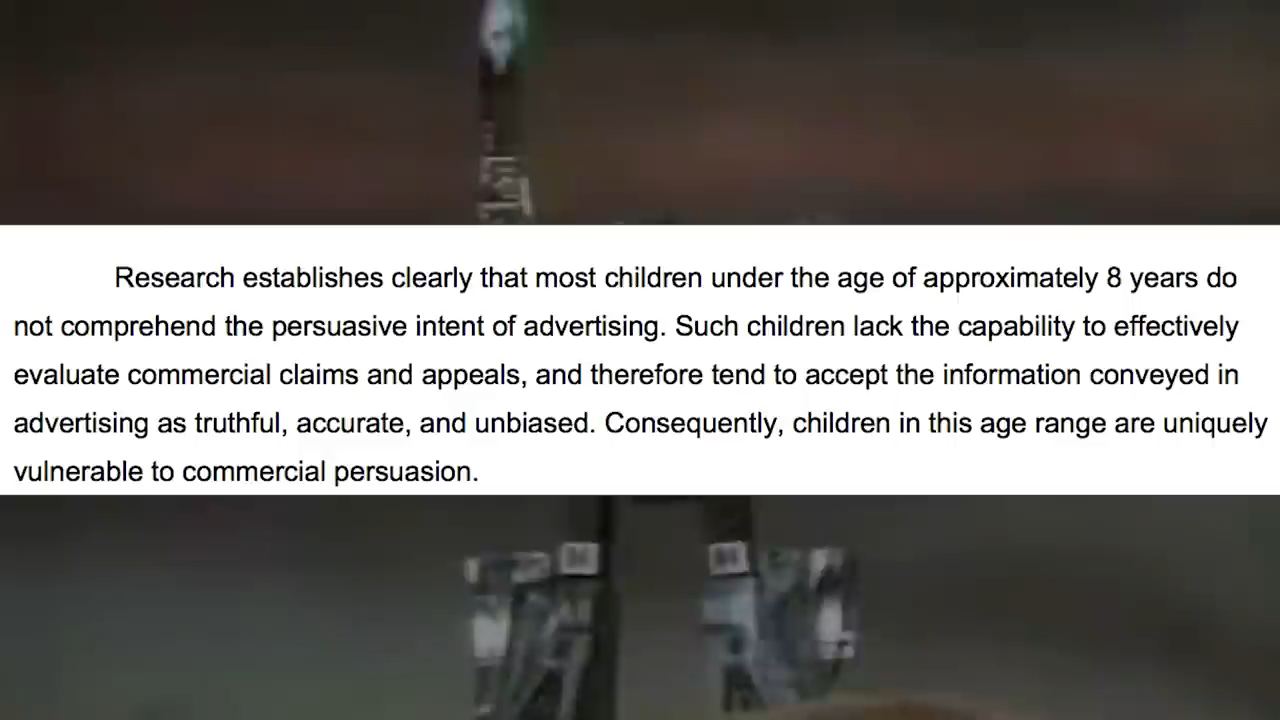 Research establishes clearly that most children under the age of approximately 8 years do
not comprehend the persuasive intent of advertising. Such children lack the capability to effectively
evaluate commercial claims and appeals, and therefore tend to accept the information conveyed in
advertising as truthful, accurate, and unbiased. Consequently, children in this age range are uniquely
vulnerable to commercial persuasion.